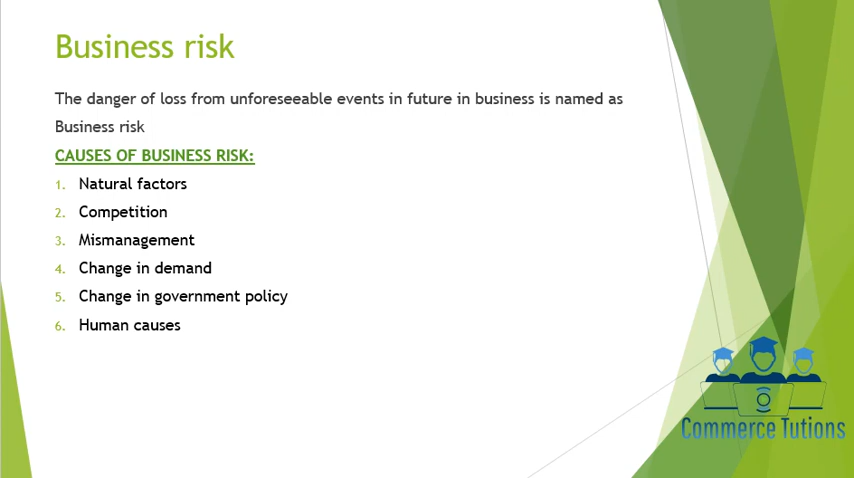 Business risk
The danger of loss from unforeseeable events in future in business is named as
Business risk
CAUSES OF BUSINESS RISK:
1. Natural factors
2. Competition
3. Mismanagement
4. Change in demand
5. Change in government policy
6. Human causes
Commerce Tutions